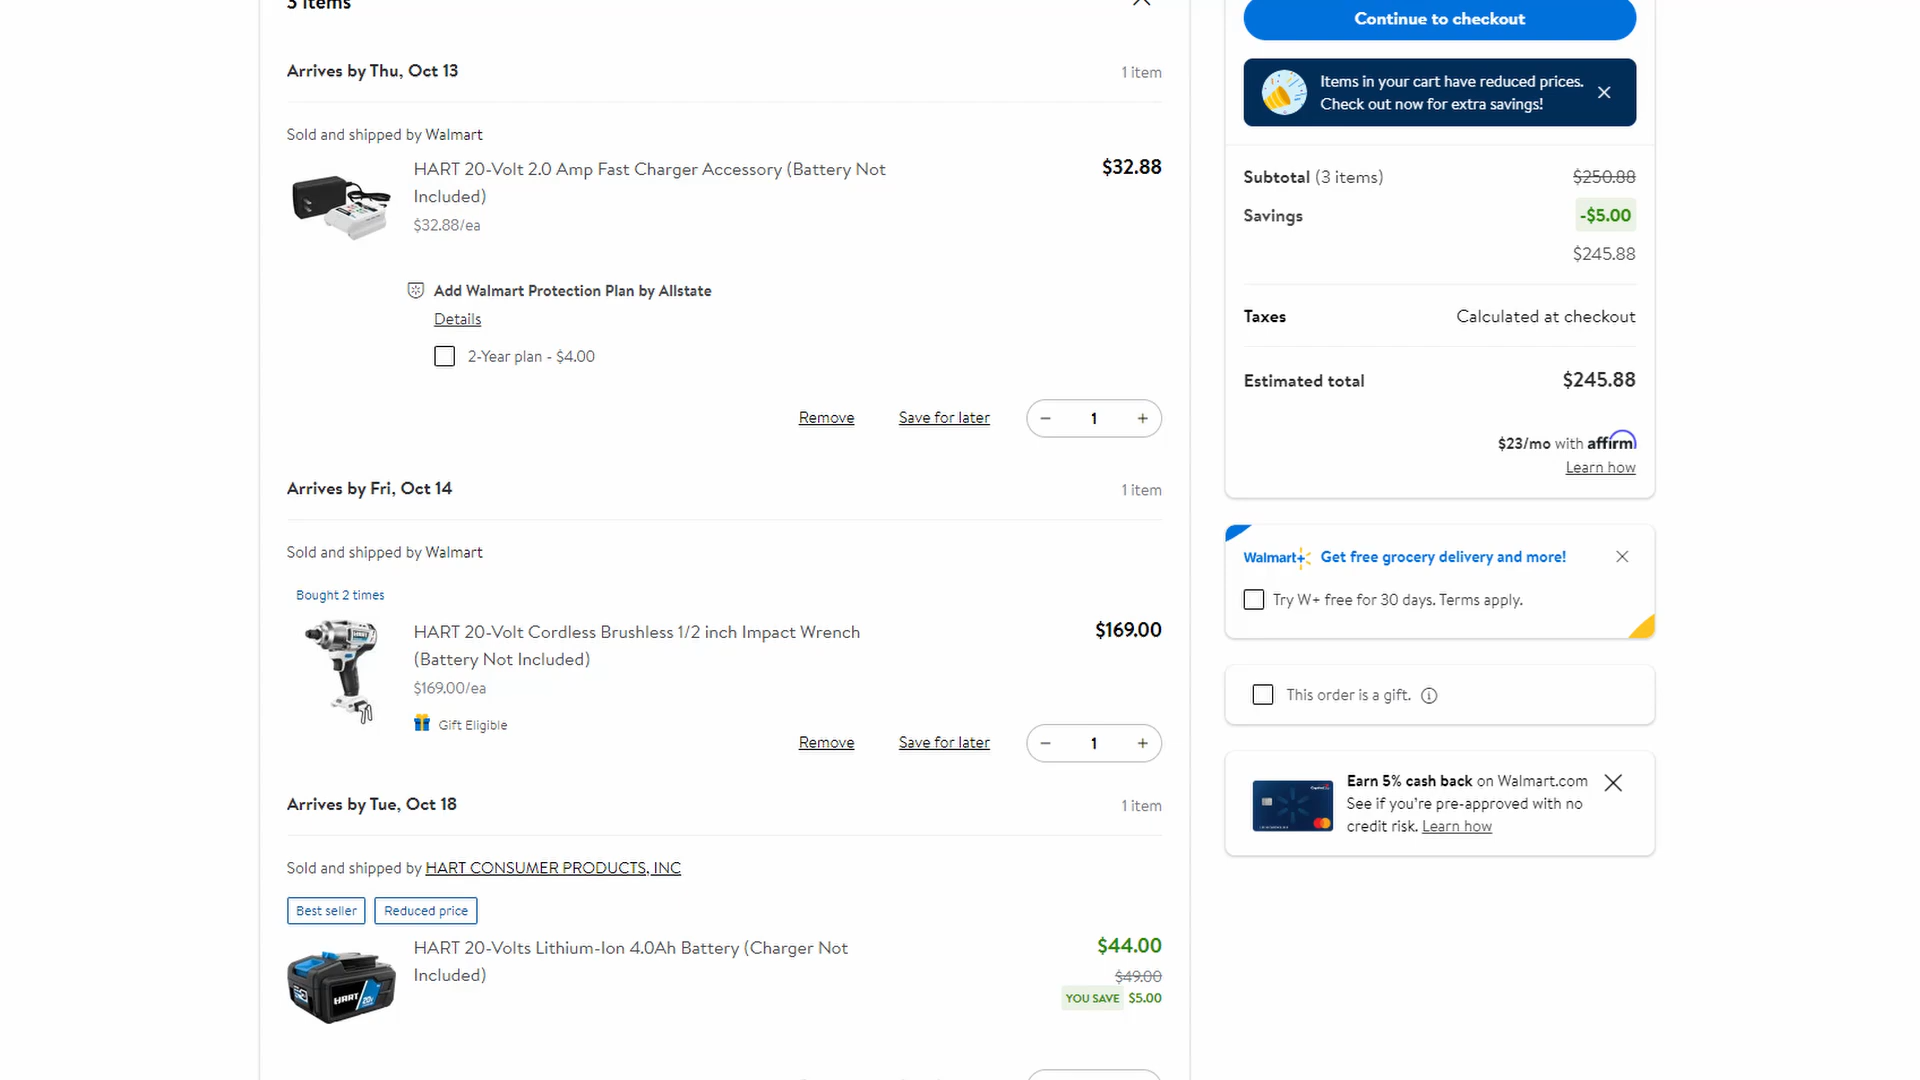 3 items
Arrives by Thu, Oct 13
1 item
Sold and shipped by Walmart
HART 20-Volt 2.0 Amp Fast Charger Accessory (Battery Not
Included)
$32.88/ea
$32.88
Add Walmart Protection Plan by Allstate
Details
2-Year plan - $4.00
Remove
Save for later
− 1 +
Arrives by Fri, Oct 14
1 item
Sold and shipped by Walmart
Bought 2 times
HART 20-Volt Cordless Brushless 1/2 inch Impact Wrench
(Battery Not Included)
$169.00/ea
$169.00
Gift Eligible
Remove
Save for later
− 1 +
Arrives by Tue, Oct 18
1 item
Sold and shipped by HART CONSUMER PRODUCTS, INC
Best seller
Reduced price
HART 20-Volts Lithium-Ion 4.0Ah Battery (Charger Not
Included)
$44.00
$49.00
YOU SAVE $5.00
HART
Continue to checkout
Items in your cart have reduced prices.
Check out now for extra savings!
Subtotal (3 items) $250.88
Savings -$5.00
$245.88
Taxes Calculated at checkout
Estimated total $245.88
$23/mo with affirm
Learn how
Walmart+ Get free grocery delivery and more!
Try W+ free for 30 days. Terms apply.
This order is a gift.
Earn 5% cash back on Walmart.com
See if you're pre-approved with no
credit risk. Learn how